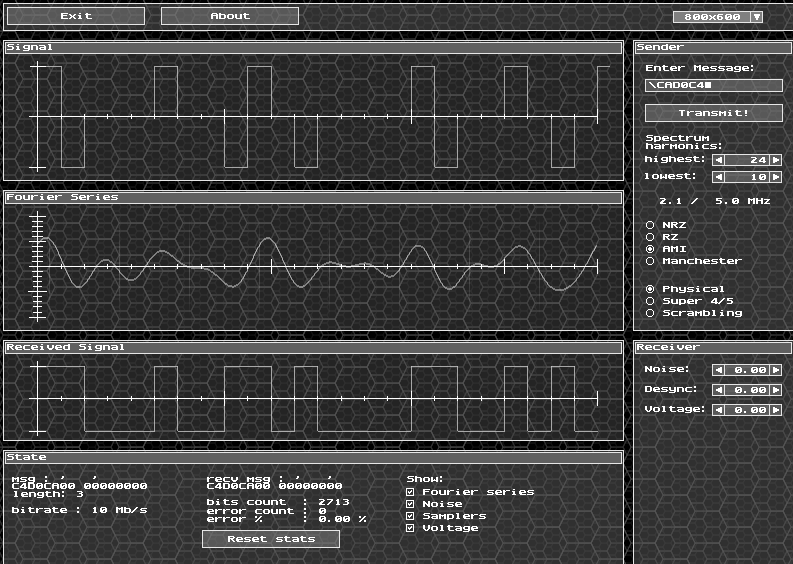 Exit
About
800x600
Signal
Fourier Series
Received Signal
State
msg : ' '
C4D0CA00 00000000
length: 3
bitrate : 10 Mb/s
recv msg : ' '
C4D0CA00 00000000
bits count : 2713
error count : 0
error % : 0.00 %
Reset stats
Show:
Fourier series
Noise
Samplers
Voltage
Sender
Enter Message:
\CAD0C4
Transmit!
Spectrum
harmonics:
highest: 24
lowest: 10
2.1 / 5.0 MHz
NRZ
RZ
AMI
Manchester
Physical
Super 4/5
Scrambling
Receiver
Noise: 0.00
Desync: 0.00
Voltage: 0.00